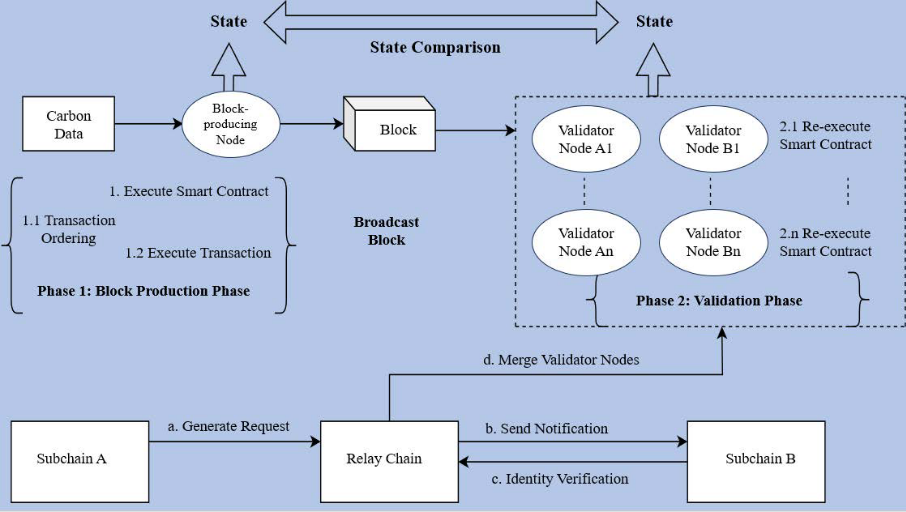 State
State
State Comparison
Carbon
Data
Block-
producing
Node
Block
Validator
Node A1
Validator
Node B1
2.1 Re-execute
Smart Contract
1. Execute Smart Contract
1.1 Transaction
Ordering
1.2 Execute Transaction
Phase 1: Block Production Phase
Broadcast
Block
Validator
Node An
Validator
Node Bn
2.n Re-execute
Smart Contract
Phase 2: Validation Phase
d. Merge Validator Nodes
Subchain A
a. Generate Request
Relay Chain
b. Send Notification
c. Identity Verification
Subchain B